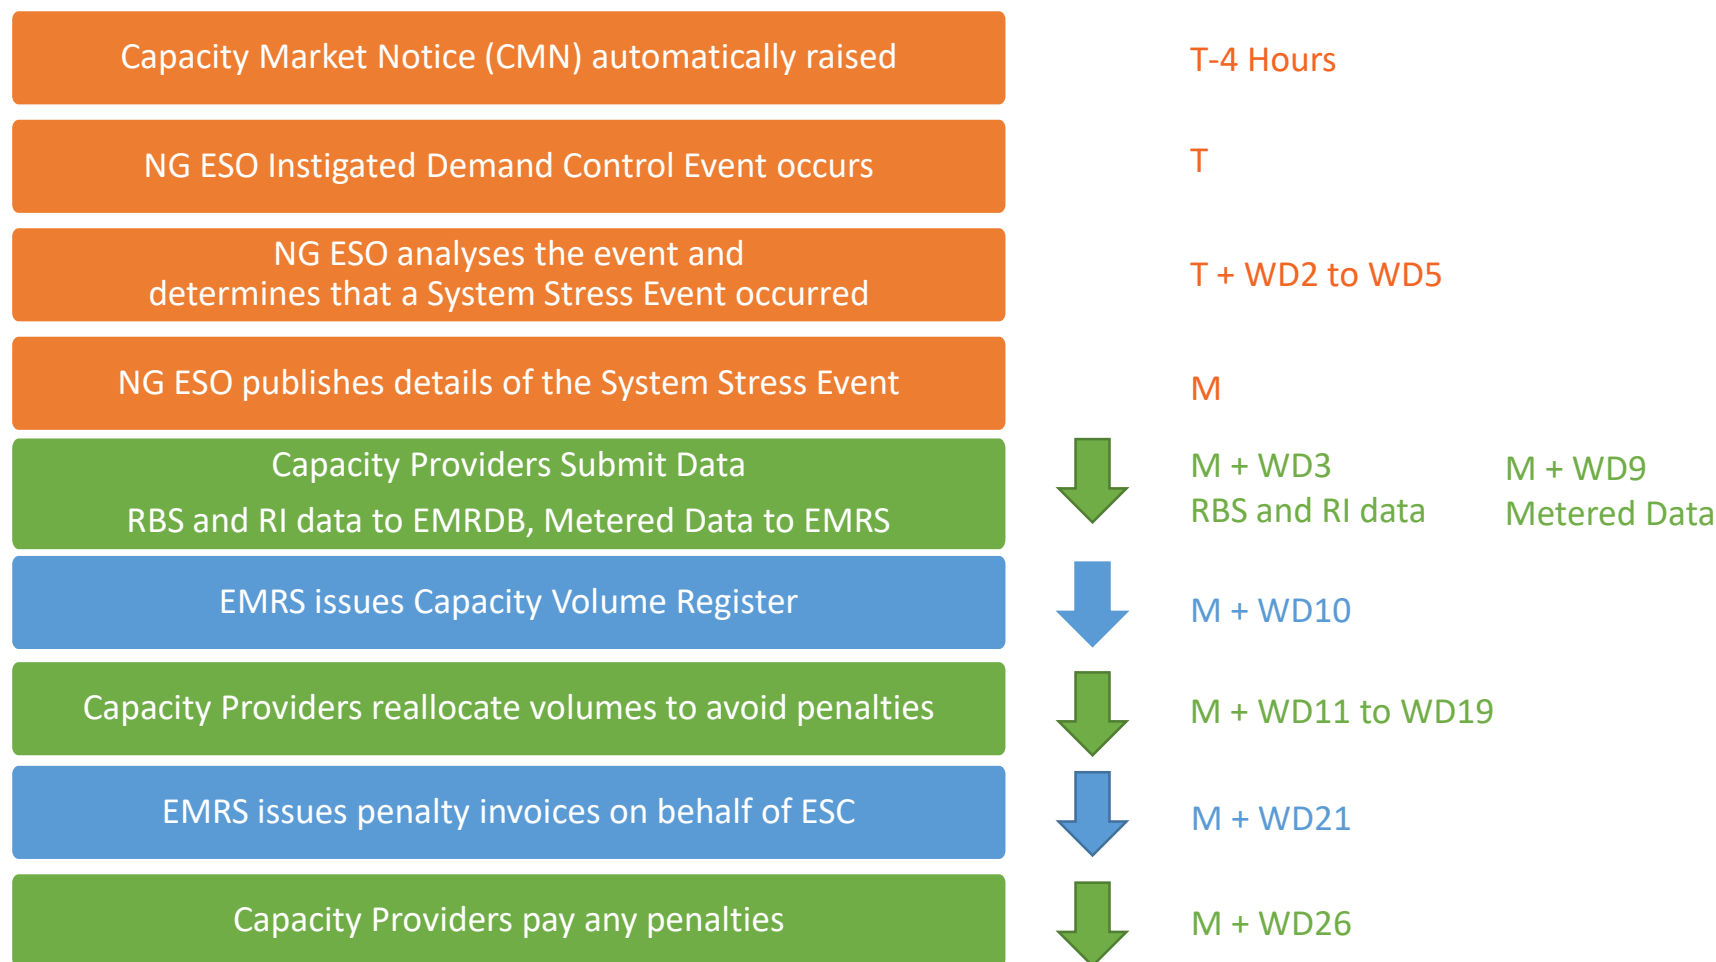 Capacity Market Notice (CMN) automatically raised
T-4 Hours
NG ESO Instigated Demand Control Event occurs
T
NG ESO analyses the event and
determines that a System Stress Event occurred
T + WD2 to WD5
NG ESO publishes details of the System Stress Event
M
Capacity Providers Submit Data
RBS and RI data to EMRDB, Metered Data to EMRS
M + WD3
RBS and RI data
M + WD9
Metered Data
EMRS issues Capacity Volume Register
M + WD10
Capacity Providers reallocate volumes to avoid penalties
M + WD11 to WD19
EMRS issues penalty invoices on behalf of ESC
M + WD21
Capacity Providers pay any penalties
M + WD26